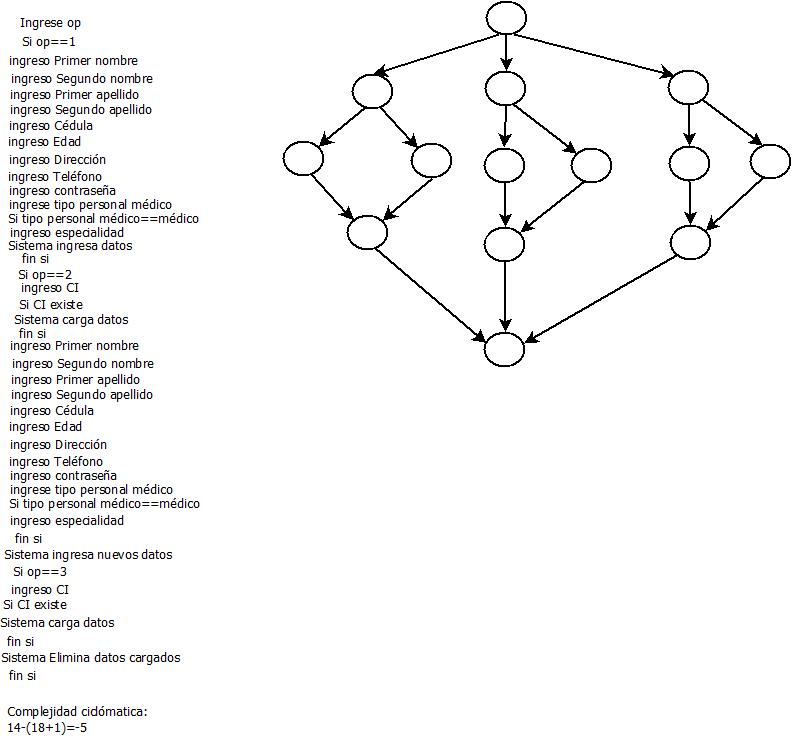 Ingrese op
Si op==1
ingreso Primer nombre
ingreso Segundo nombre
ingreso Primer apellido
ingreso Segundo apellido
ingreso Cédula
ingreso Edad
ingreso Dirección
ingreso Teléfono
ingreso contraseña
ingrese tipo personal médico
Si tipo personal médico==médico
ingreso especialidad
Sistema ingresa datos
fin si
Si op==2
ingreso CI
Si CI existe
Sistema carga datos
fin si
ingreso Primer nombre
ingreso Segundo nombre
ingreso Primer apellido
ingreso Segundo apellido
ingreso Cédula
ingreso Edad
ingreso Dirección
ingreso Teléfono
ingreso contraseña
ingrese tipo personal médico
Si tipo personal médico==médico
ingreso especialidad
fin si
Sistema ingresa nuevos datos
Si op==3
ingreso CI
Si CI existe
Sistema carga datos
fin si
Sistema Elimina datos cargados
fin si
Complejidad ciclómatica:
14-(18+1)=-5